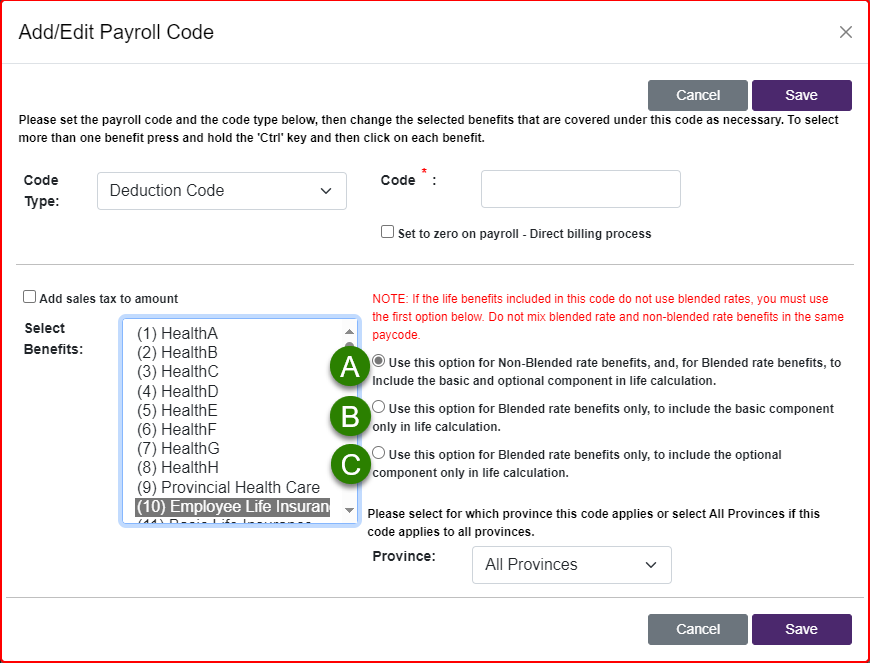 Add/Edit Payroll Code
Cancel
Save
Please set the payroll code and the code type below, then change the selected benefits that are covered under this code as necessary. To select
more than one benefit press and hold the 'Ctrl' key and then click on each benefit.
Code
Type:
Deduction Code
Code * :
Set to zero on payroll - Direct billing process
Add sales tax to amount
Select
Benefits:
(1) HealthA
(2) HealthB
(3) HealthC
(4) HealthD
(5) HealthE
(6) HealthF
(7) HealthG
(8) HealthH
(9) Provincial Health Care
(10) Employee Life Insuran
(11) Basic Life Insurance
NOTE: If the life benefits included in this code do not use blended rates, you must use
the first option below. Do not mix blended rate and non-blended rate benefits in the same
paycode.
A
Use this option for Non-Blended rate benefits, and, for Blended rate benefits, to
include the basic and optional component in life calculation.
B
Use this option for Blended rate benefits only, to include the basic component
only in life calculation.
C
Use this option for Blended rate benefits only, to include the optional
component only in life calculation.
Please select for which province this code applies or select All Provinces if this
code applies to all provinces.
Province:
All Provinces
Cancel
Save